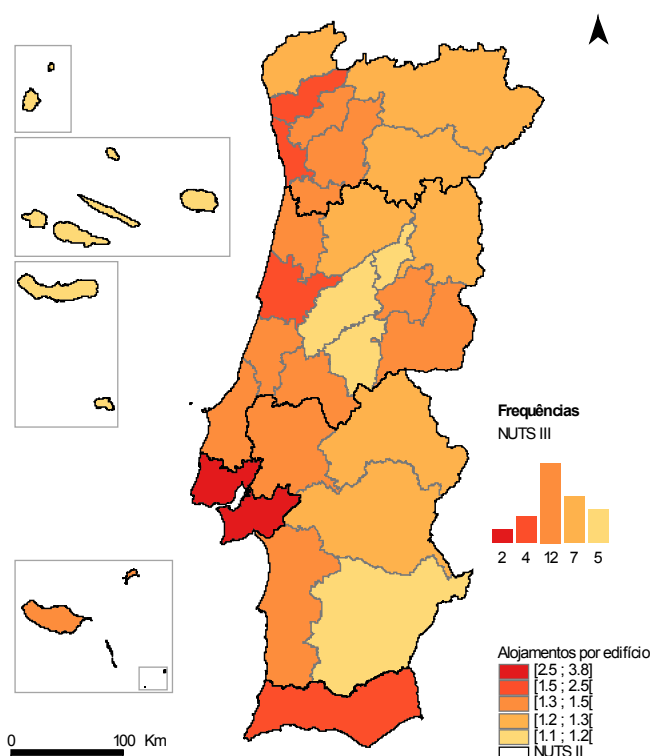 Frequências
NUTS III
2 4 12 7 5
Alojamentos por edifício
[2.5 ; 3.8]
[1.5 ; 2.5[
[1.3 ; 1.5[
[1.2 ; 1.3[
[1.1 ; 1.2[
NUTS II
0 100 Km